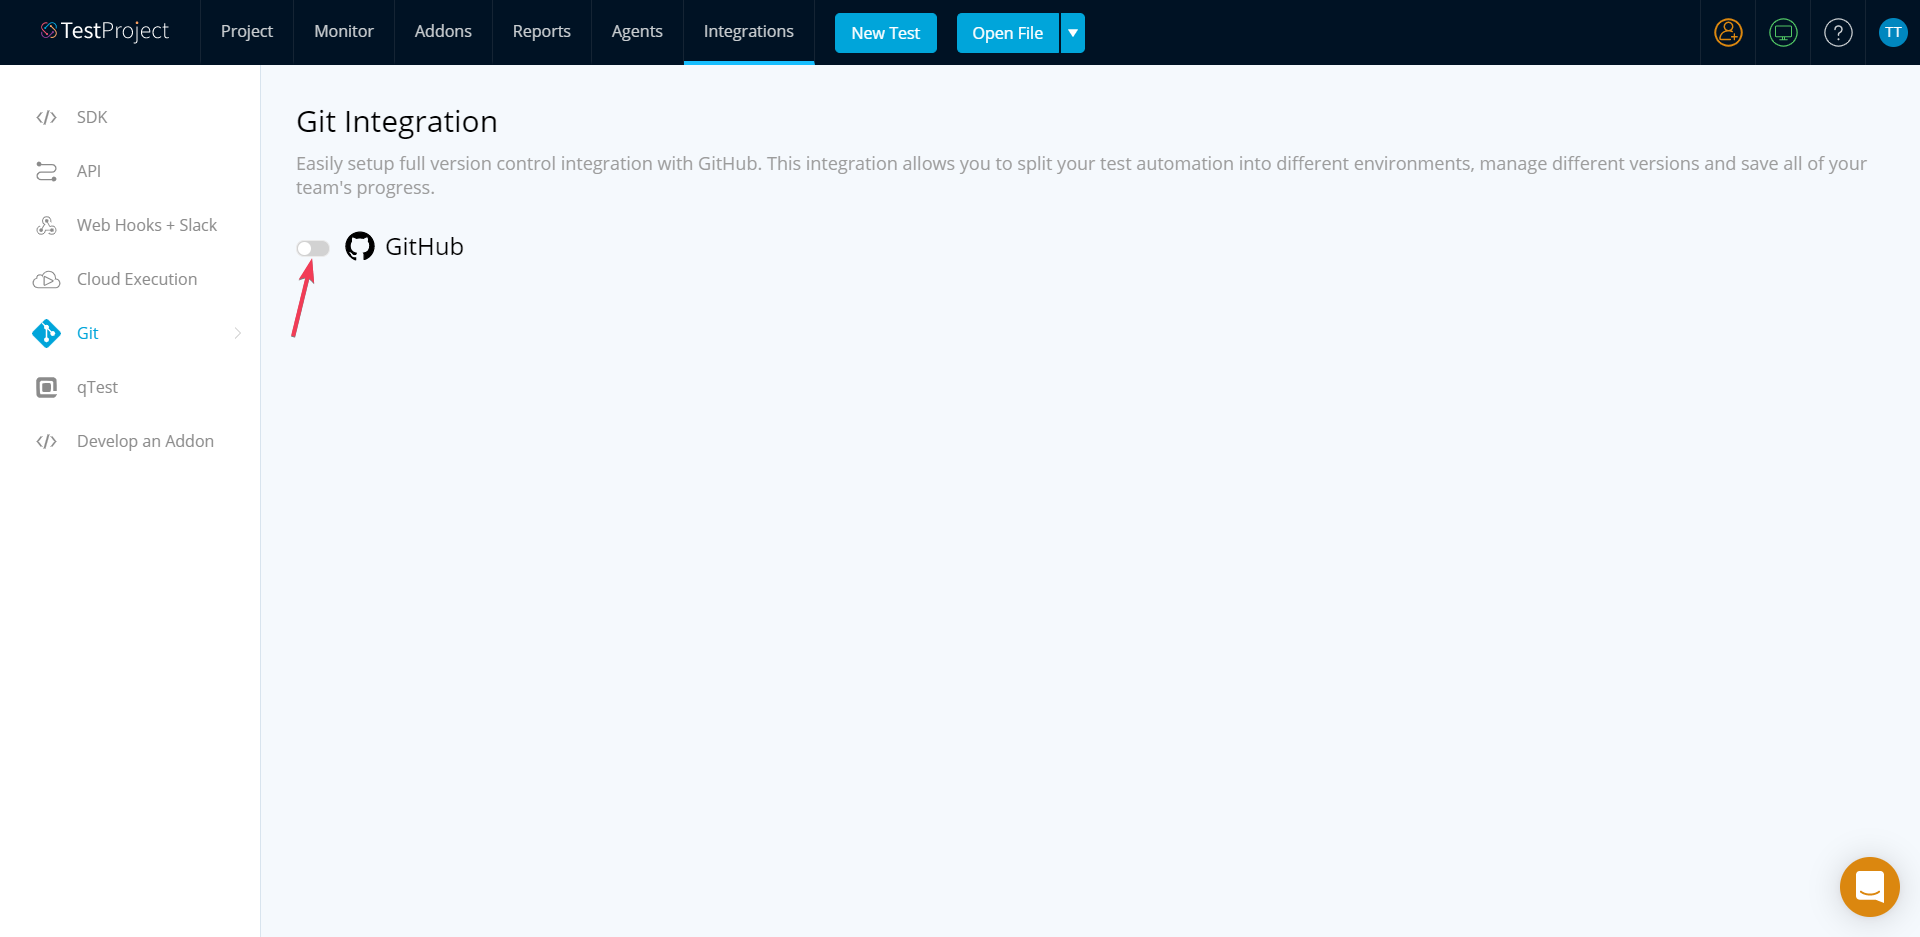 TestProject
Project
Monitor
Addons
Reports
Agents
Integrations
New Test
Open File
?
TT
SDK
API
Web Hooks + Slack
Cloud Execution
Git
qTest
Develop an Addon
Git Integration
Easily setup full version control integration with GitHub. This integration allows you to split your test automation into different environments, manage different versions and save all of your
team's progress.
GitHub